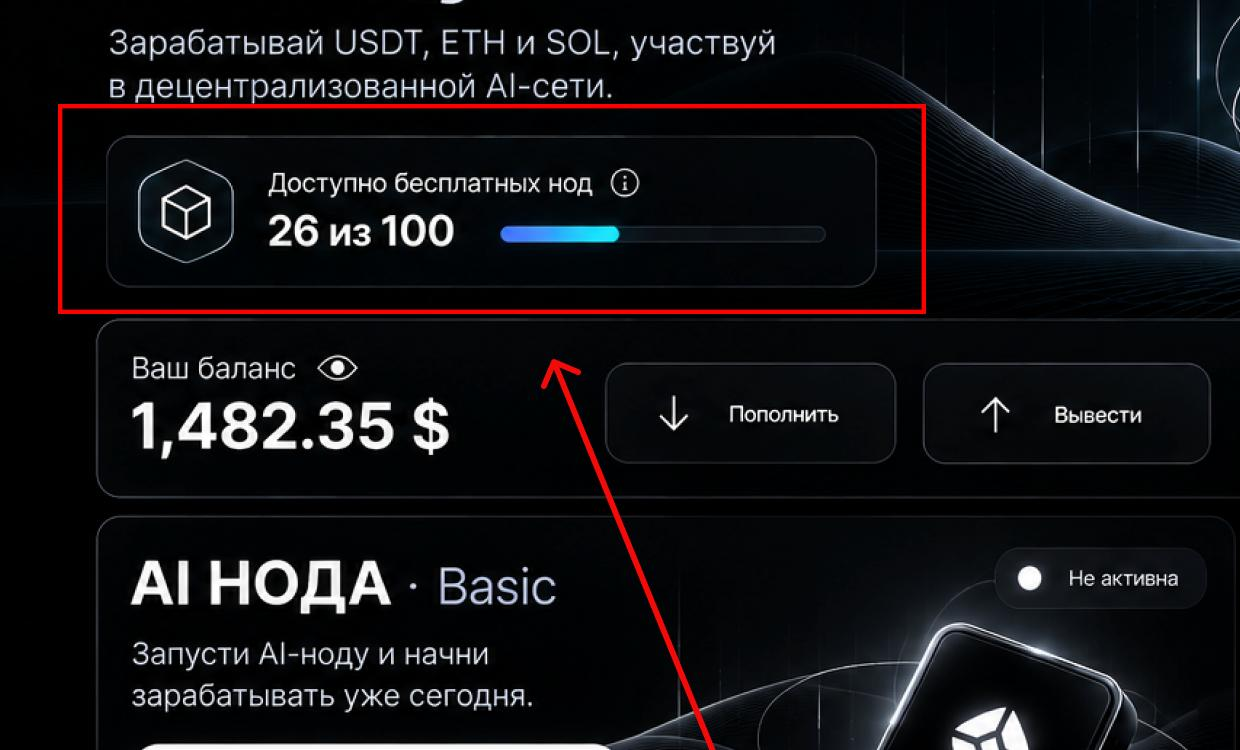 Зарабатывай USDT, ETH и SOL, участвуй
в децентрализованной AI-сети.
Доступно бесплатных нод
26 из 100
Ваш баланс
1,482.35 $
Пополнить
Вывести
AI НОДА · Basic
Не активна
Запусти AI-ноду и начни
зарабатывать уже сегодня.